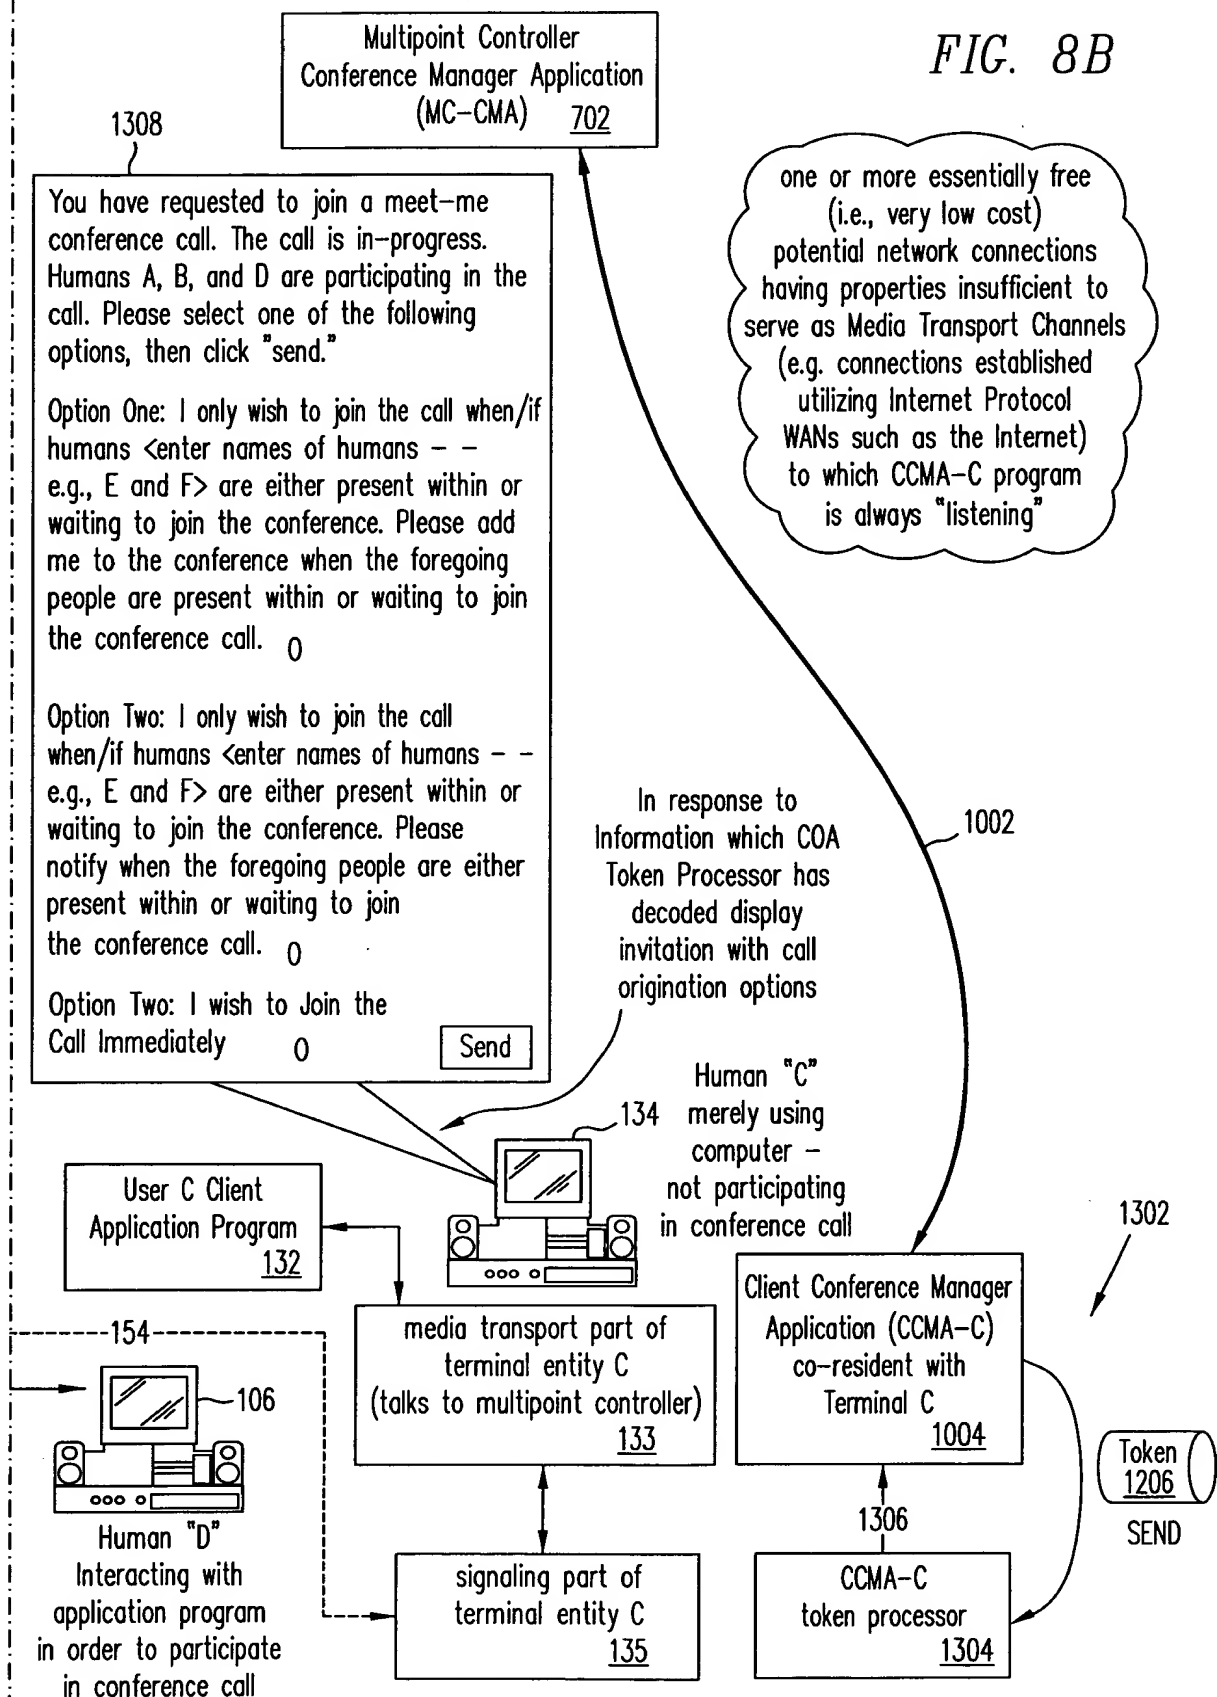 FIG. 8B
Multipoint Controller
Conference Manager Application
(MC-CMA) 702
1308
You have requested to join a meet-me
conference call. The call is in-progress.
Humans A, B, and D are participating in the
call. Please select one of the following
options, then click "send."
Option One: I only wish to join the call when/if
humans <enter names of humans - -
e.g., E and F> are either present within or
waiting to join the conference. Please add
me to the conference when the foregoing
people are present within or waiting to join
the conference call. 0
Option Two: I only wish to join the call
when/if humans <enter names of humans - -
e.g., E and F> are either present within or
waiting to join the conference. Please
notify when the foregoing people are either
present within or waiting to join
the conference call. 0
Option Two: I wish to Join the
Call Immediately 0
Send
one or more essentially free
(i.e., very low cost)
potential network connections
having properties insufficient to
serve as Media Transport Channels
(e.g. connections established
utilizing Internet Protocol
WANs such as the Internet)
to which CCMA-C program
is always "listening"
In response to
Information which COA
Token Processor has
decoded display
invitation with call
origination options
1002
134
Human "C"
merely using
computer -
not participating
in conference call
User C Client
Application Program
132
1302
media transport part of
terminal entity C
(talks to multipoint controller)
133
Client Conference Manager
Application (CCMA-C)
co-resident with
Terminal C
1004
154
106
Human "D"
Interacting with
application program
in order to participate
in conference call
signaling part of
terminal entity C
135
1306
CCMA-C
token processor
1304
Token
1206
SEND